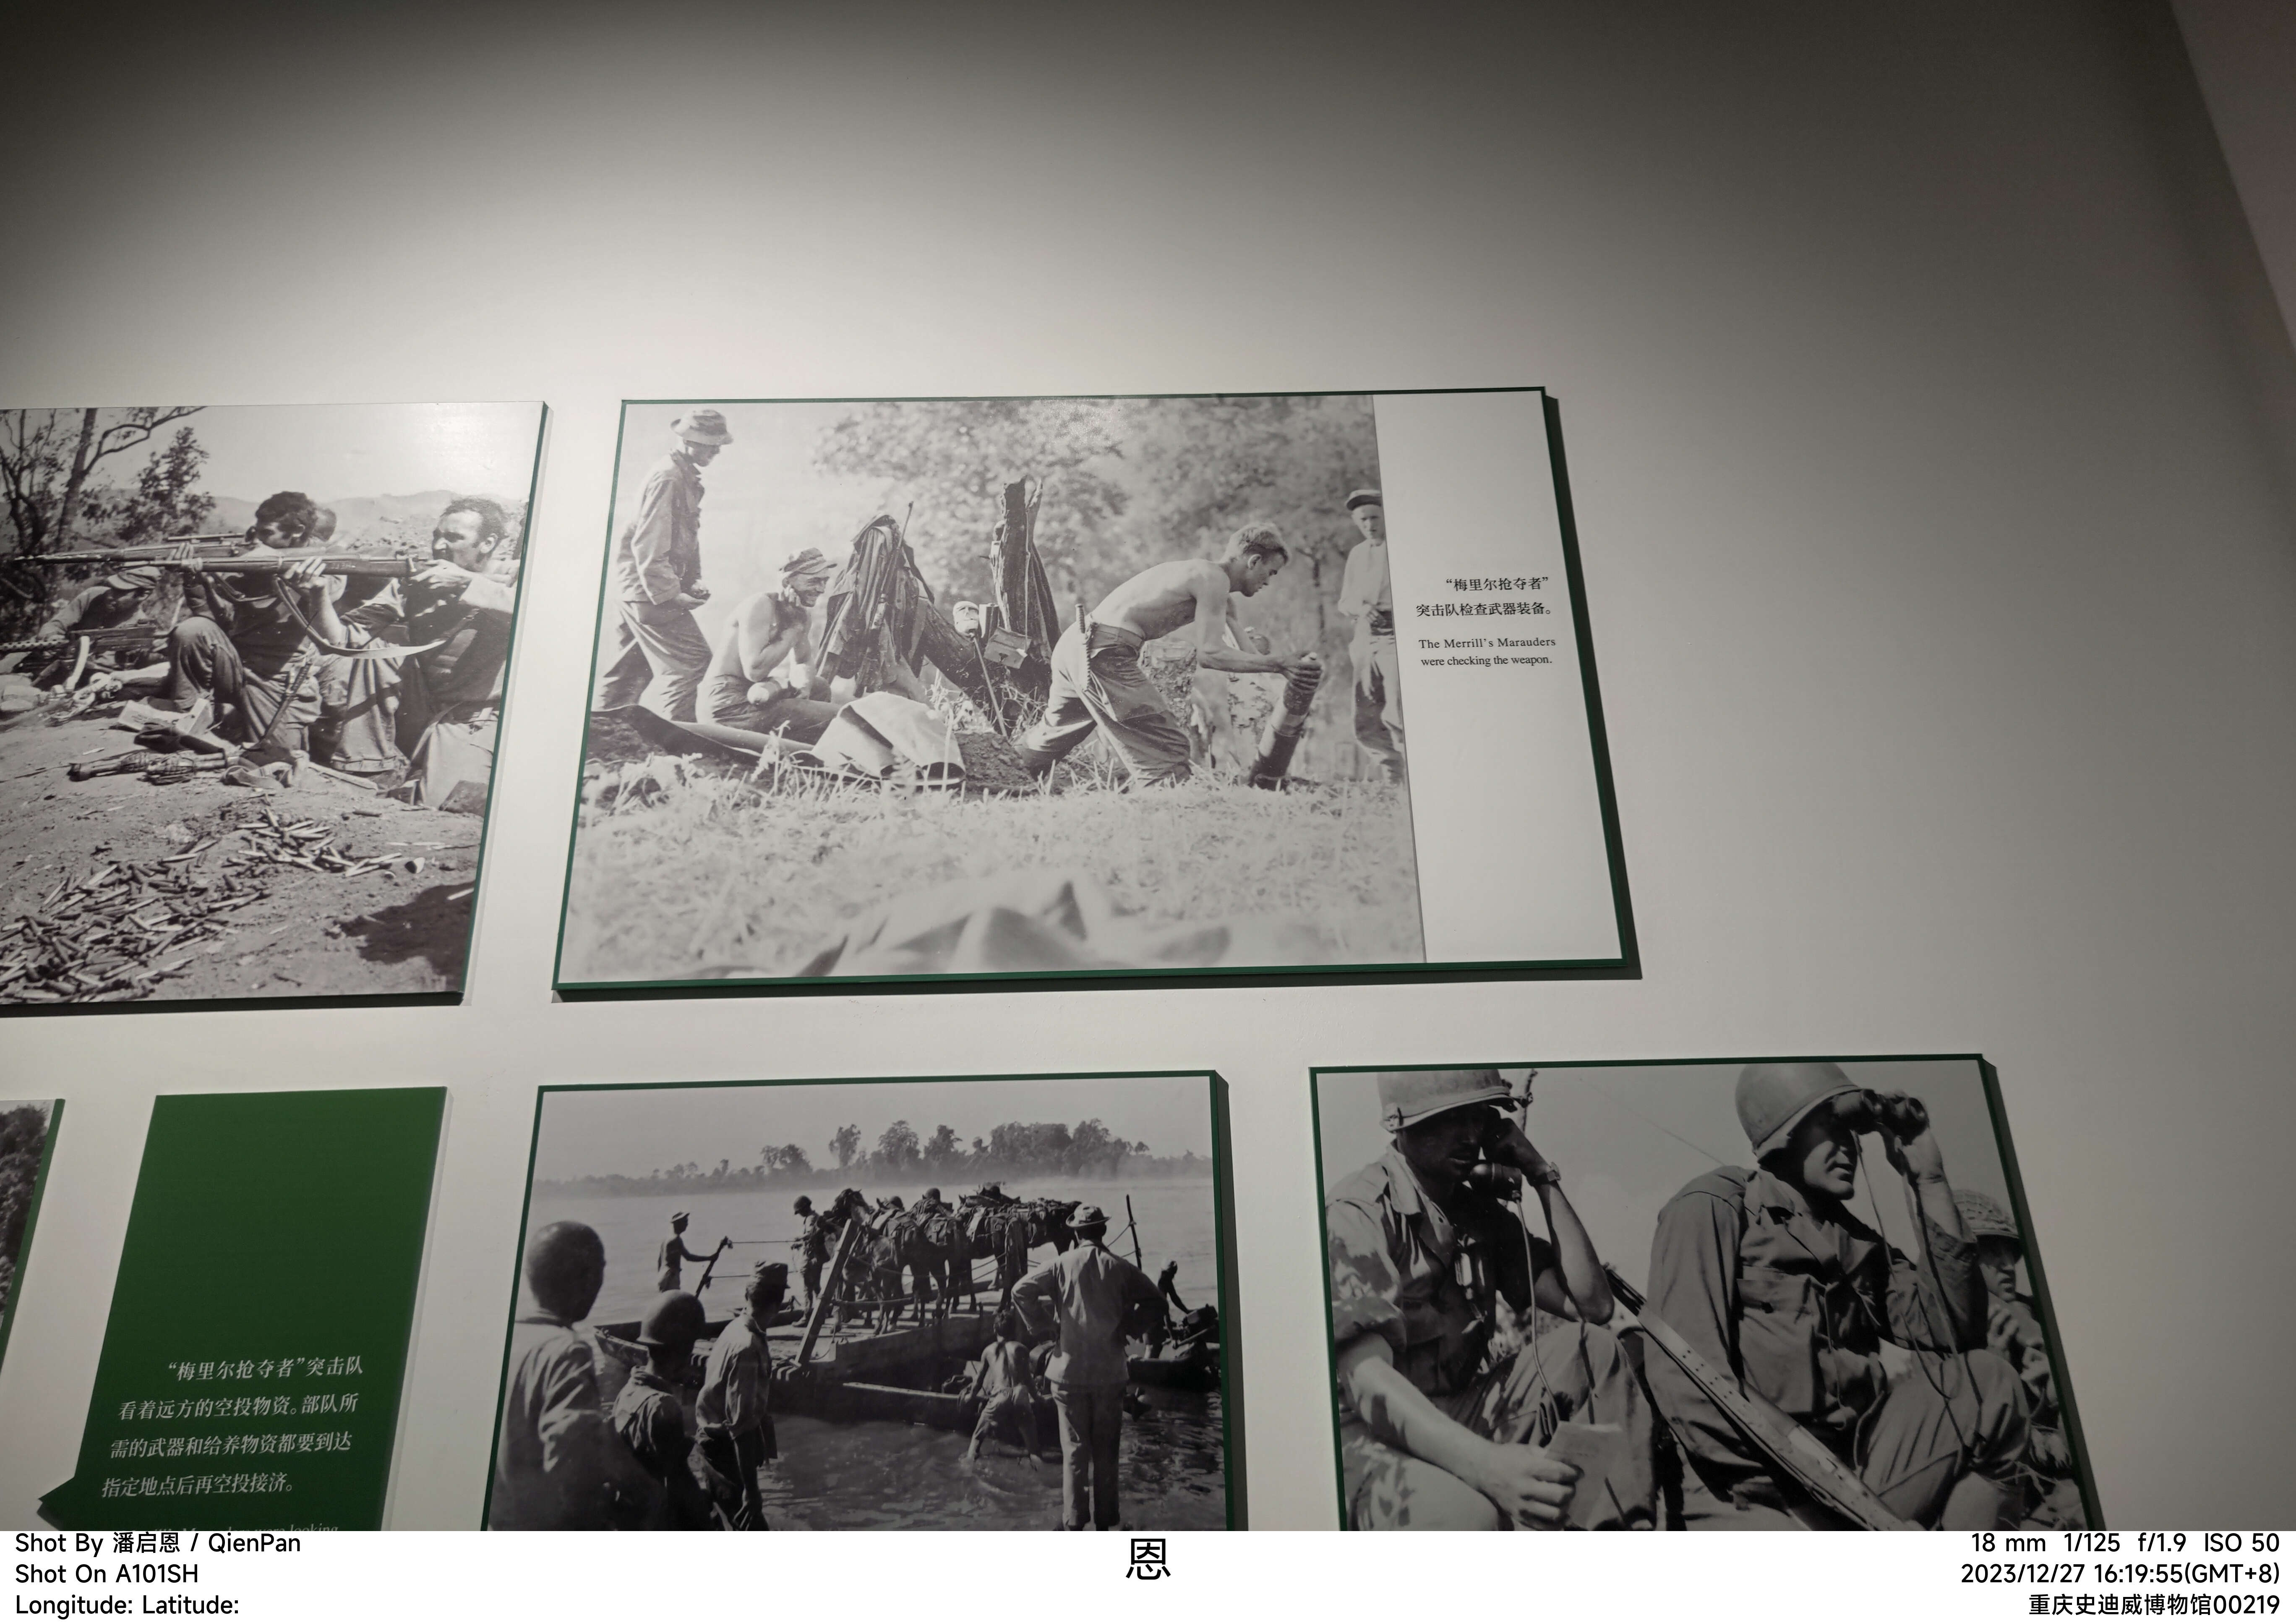 “梅里尔抢夺者”
突击队检查武器装备。
The Merrill's Marauders
were checking the weapon.
“梅里尔抢夺者”突击队
看着远方的空投物资。部队所
需的武器和给养物资都要到达
指定地点后再空投接济。
looking
Shot By 潘启恩 / QienPan
Shot On A101SH
Longitude: Latitude:
恩
18 mm 1/125 f/1.9 ISO 50
2023/12/27 16:19:55(GMT+8)
重庆史迪威博物馆00219